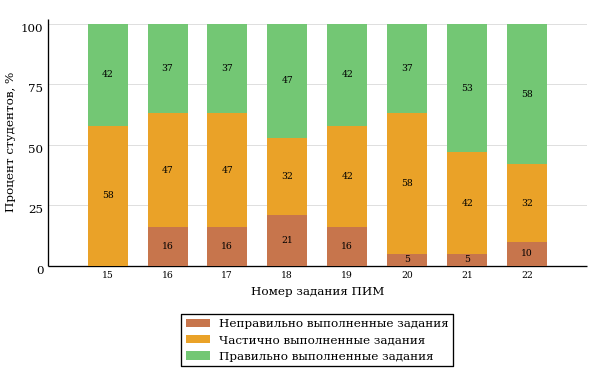 Процент студентов, %
100
75
50
25
0
42 37 37 47 42 37 53 58
58 47 47 32 42 58 42 32
16 16 21 16 5 5 10
15 16 17 18 19 20 21 22
Номер задания ПИМ
Неправильно выполненные задания
Частично выполненные задания
Правильно выполненные задания